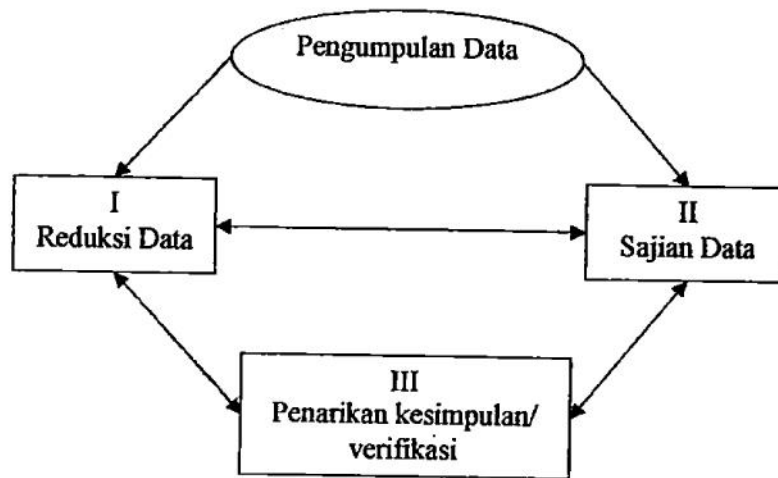 Pengumpulan Data
I
Reduksi Data
II
Sajian Data
III
Penarikan kesimpulan/
verifikasi